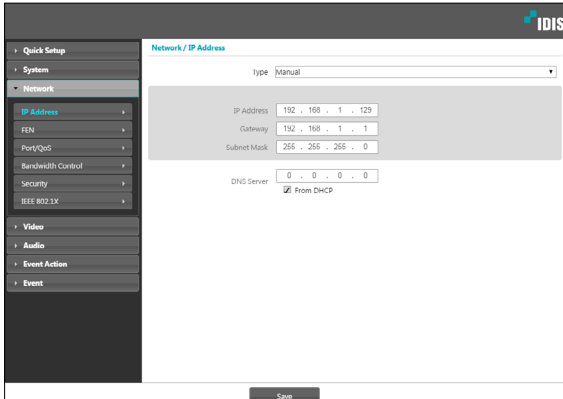 IDIS
Quick Setup
System
Network
IP Address
FEN
Port/QoS
Bandwidth Control
Security
IEEE 802.1X
Video
Audio
Event Action
Event
Network / IP Address
Type Manual
IP Address 192 . 168 . 1 . 129
Gateway 192 . 168 . 1 . 1
Subnet Mask 255 . 255 . 255 . 0
DNS Server 0 . 0 . 0 . 0
From DHCP
Save